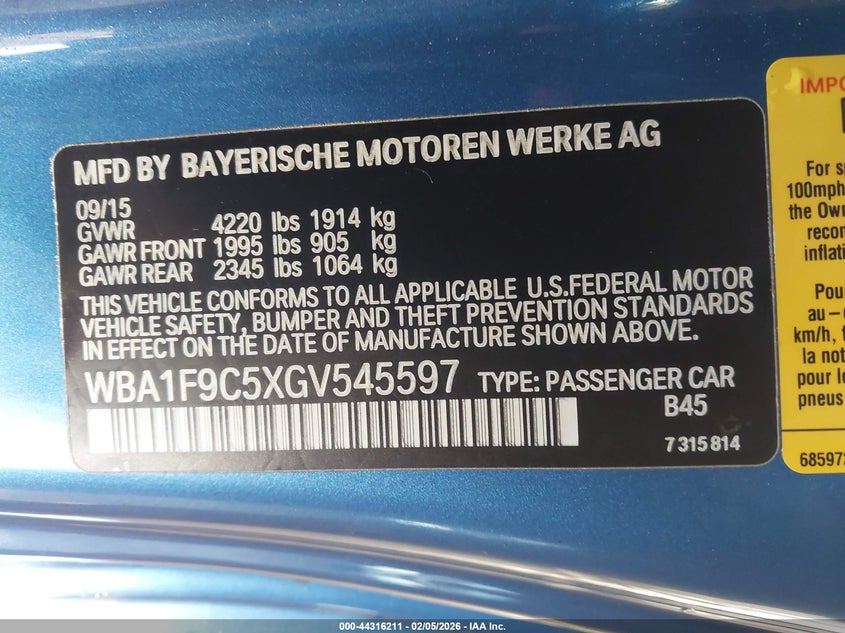 MFD BY BAYERISCHE MOTOREN WERKE AG
09/15
GVWR 4220 lbs 1914 kg
GAWR FRONT 1995 lbs 905 kg
GAWR REAR 2345 lbs 1064 kg
THIS VEHICLE CONFORMS TO ALL APPLICABLE U.S.FEDERAL MOTOR
VEHICLE SAFETY, BUMPER AND THEFT PREVENTION STANDARDS
IN EFFECT ON THE DATE OF MANUFACTURE SHOWN ABOVE.
WBA1F9C5XGV545597 TYPE: PASSENGER CAR
B45
7 315 814
For
100mph
the
inflati
Pou
au-
km/h,
la not
pour
pneus
68597
000-44316211 - 02/05/2026 - IAA Inc.